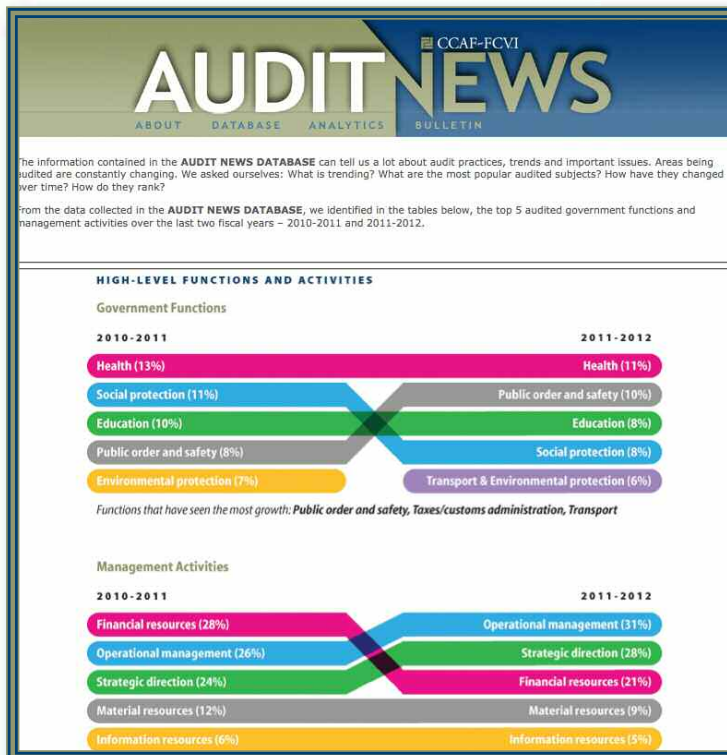 CCAF-FCVI
AUDIT NEWS
ABOUT DATABASE ANALYTICS BULLETIN
The information contained in the AUDIT NEWS DATABASE can tell us a lot about audit practices, trends and important issues. Areas being
audited are constantly changing. We asked ourselves: What is trending? What are the most popular audited subjects? How have they changed
over time? How do they rank?
From the data collected in the AUDIT NEWS DATABASE, we identified in the tables below, the top 5 audited government functions and
management activities over the last two fiscal years – 2010-2011 and 2011-2012.
HIGH-LEVEL FUNCTIONS AND ACTIVITIES
Government Functions
2010-2011 2011-2012
Health (13%) Health (11%)
Social protection (11%) Public order and safety (10%)
Education (10%) Education (8%)
Public order and safety (8%) Social protection (8%)
Environmental protection (7%) Transport & Environmental protection (6%)
Functions that have seen the most growth: Public order and safety, Taxes/customs administration, Transport
Management Activities
2010-2011 2011-2012
Financial resources (28%) Operational management (31%)
Operational management (26%) Strategic direction (28%)
Strategic direction (24%) Financial resources (21%)
Material resources (12%) Material resources (9%)
Information resources (6%) Information resources (5%)